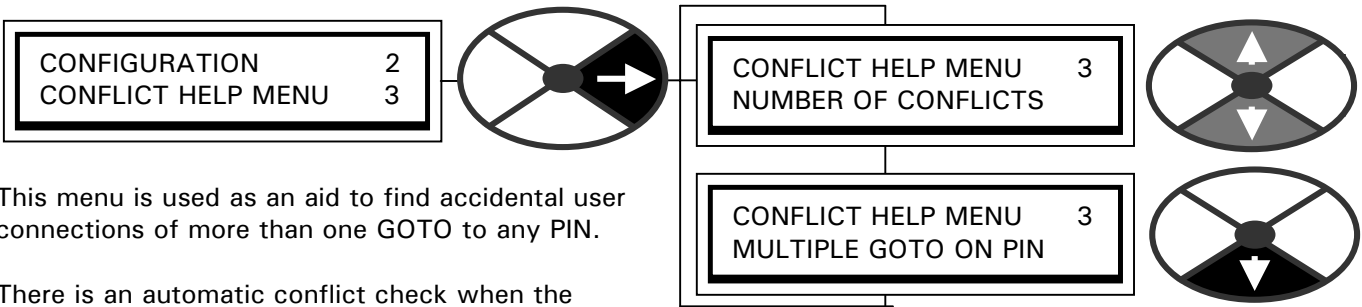 CONFIGURATION 2
CONFLICT HELP MENU 3
CONFLICT HELP MENU 3
NUMBER OF CONFLICTS
CONFLICT HELP MENU 3
MULTIPLE GOTO ON PIN
This menu is used as an aid to find accidental user
connections of more than one GOTO to any PIN.
There is an automatic conflict check when the